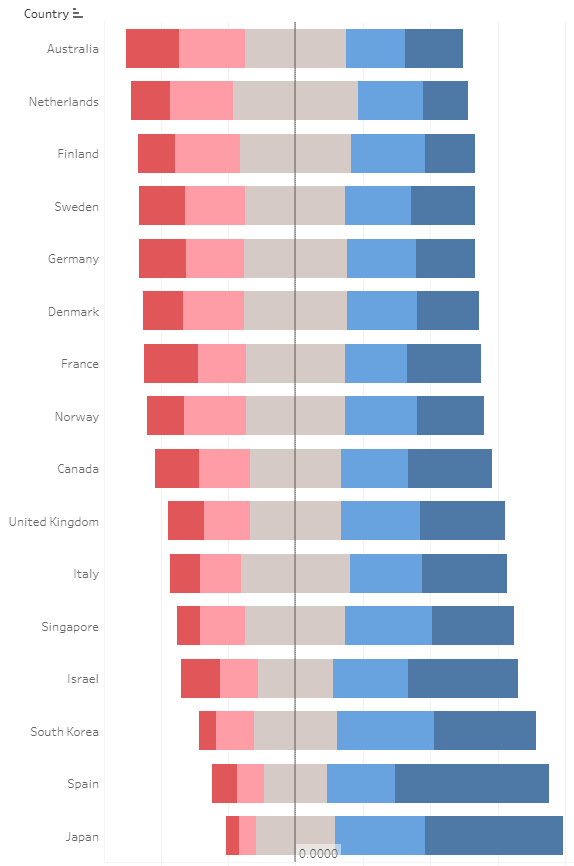 Country
Australia
Netherlands
Finland
Sweden
Germany
Denmark
France
Norway
Canada
United Kingdom
Italy
Singapore
Israel
South Korea
Spain
Japan
0.0000